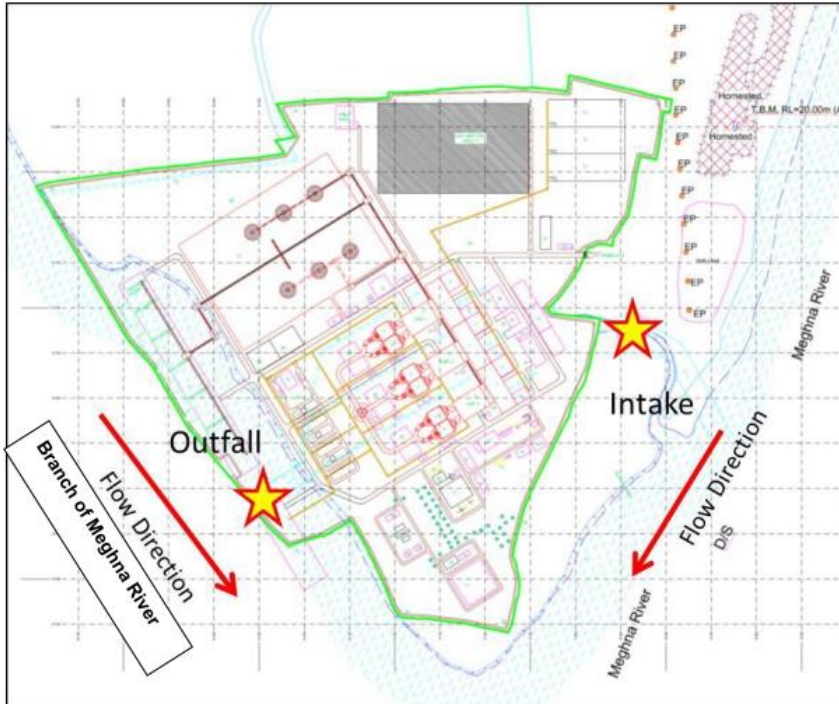 EP
EP
EP
EP
Homested
T.B.M. RL=20.00m (A
Homested
EP
EP
EP
EP
EP
EP
EP
Meghna River
Intake
Outfall
Flow Direction
Branch of Meghna River
Flow Direction
D/S
Meghna River